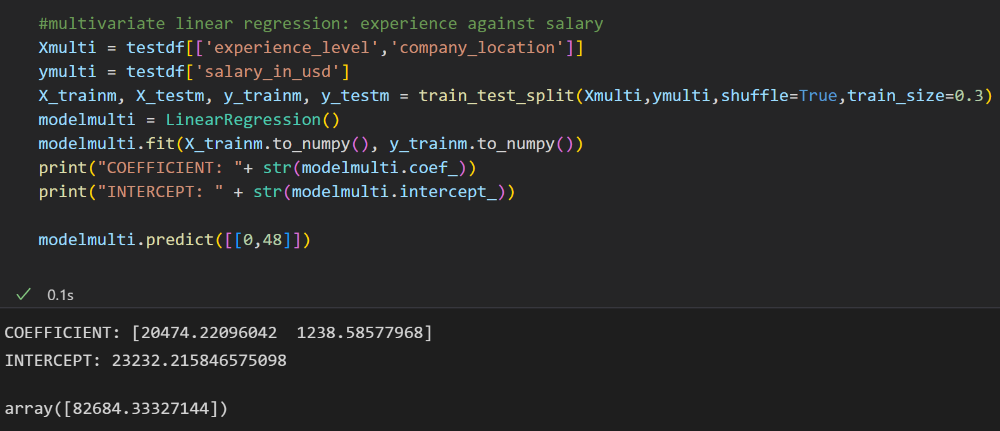 #multivariate linear regression: experience against salary
Xmulti = testdf[['experience_level','company_location']]
ymulti = testdf['salary_in_usd']
X_trainm, X_testm, y_trainm, y_testm = train_test_split(Xmulti,ymulti,shuffle=True,train_size=0.3)
modelmulti = LinearRegression()
modelmulti.fit(X_trainm.to_numpy(), y_trainm.to_numpy())
print("COEFFICIENT: "+ str(modelmulti.coef_))
print("INTERCEPT: " + str(modelmulti.intercept_))
modelmulti.predict([[0,48]])
0.1s
COEFFICIENT: [20474.22096042  1238.58577968]
INTERCEPT: 23232.215846575098
array([82684.33327144])